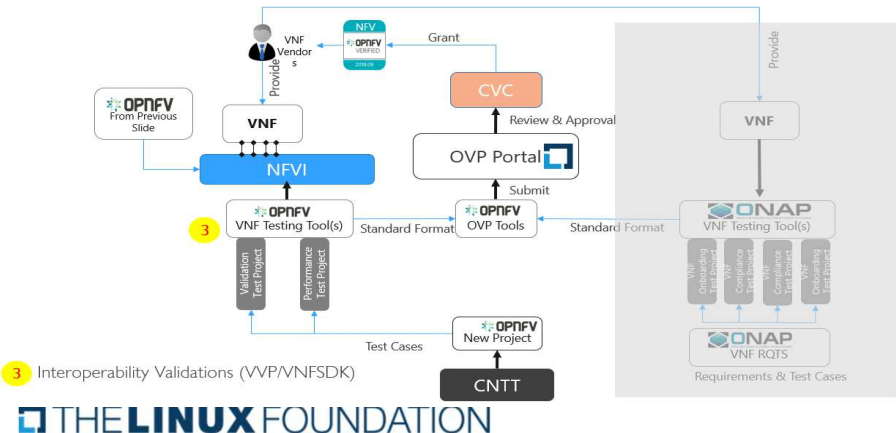 NFV
OPNFV
VERIFIED
2019.09
VNF
Vendor
s
Grant
Provide
Provide
CVC
OPNFV
From Previous
Slide
VNF
Review & Approval
VNF
OVP Portal
NFVI
Submit
OPNFV
VNF Testing Tool(s)
3
Standard Format
OPNFV
OVP Tools
Standard Format
ONAP
VNF Testing Tool(s)
Validation
Test Project
Performance
Test Project
VNF
Onboarding
Test Project
VNF
Compliance
Test Project
VNF
Compliance
Test Project
VNF
Onboarding
Test Project
Test Cases
OPNFV
New Project
ONAP
VNF RQTS
Requirements & Test Cases
3 Interoperability Validations (VVP/VNFSDK)
CNTT
THE LINUX FOUNDATION